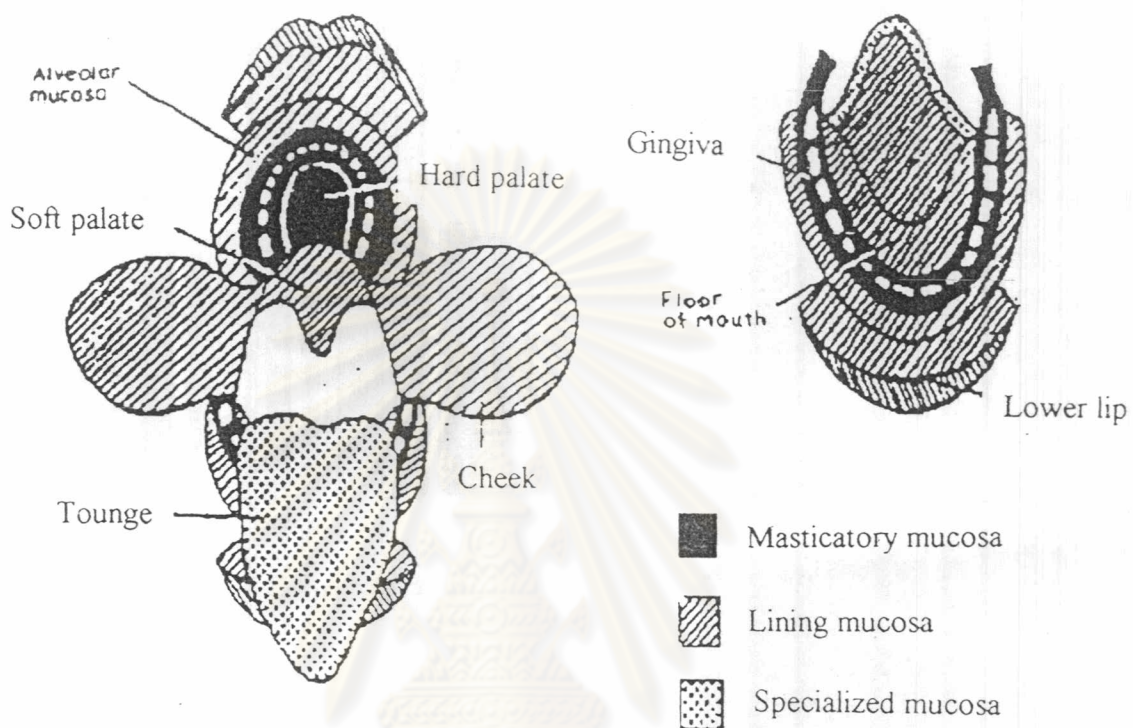 Alveolar
mucosa
Hard palate
Soft palate
Cheek
Tounge
Gingiva
Floor
of mouth
Lower lip
Masticatory mucosa
Lining mucosa
Specialized mucosa